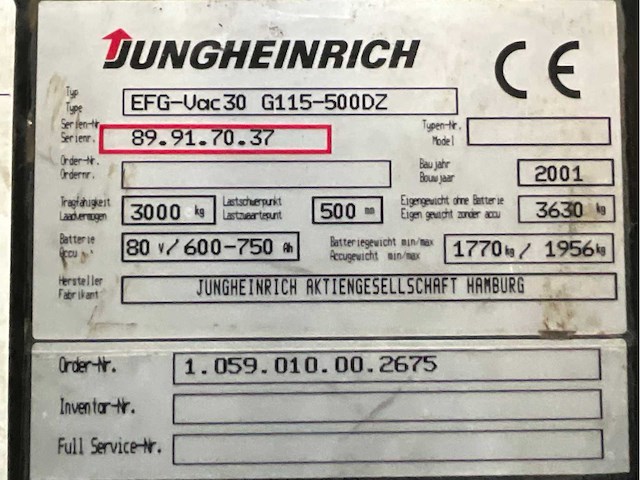 JUNGHEINRICH CE
Typ EFG-Vac30 G115-500DZ
Type
Serien-Nr. 89.91.70.37 Typen-Nr.
Serienr. Model
Order-Nr. Baujahr 2001
Ordernr. Bouwjaar
Tragfähigkeit 3000 kg Lastschwerpunkt 500 mm Eigengewicht ohne Batterie 3630 kg
Laadvermogen Lastzwaartepunt Eigen gewicht zonder accu
Batterie 80 V/600-750 Ah Batteriegewicht min/max 1770 kg / 1956 kg
Accu Accugewicht min/max
Hersteller JUNGHEINRICH AKTIENGESELLSCHAFT HAMBURG
Fabrikant
Order-Nr. 1.059.010.00.2675
Inventar-Nr.
Full Service-Nr.